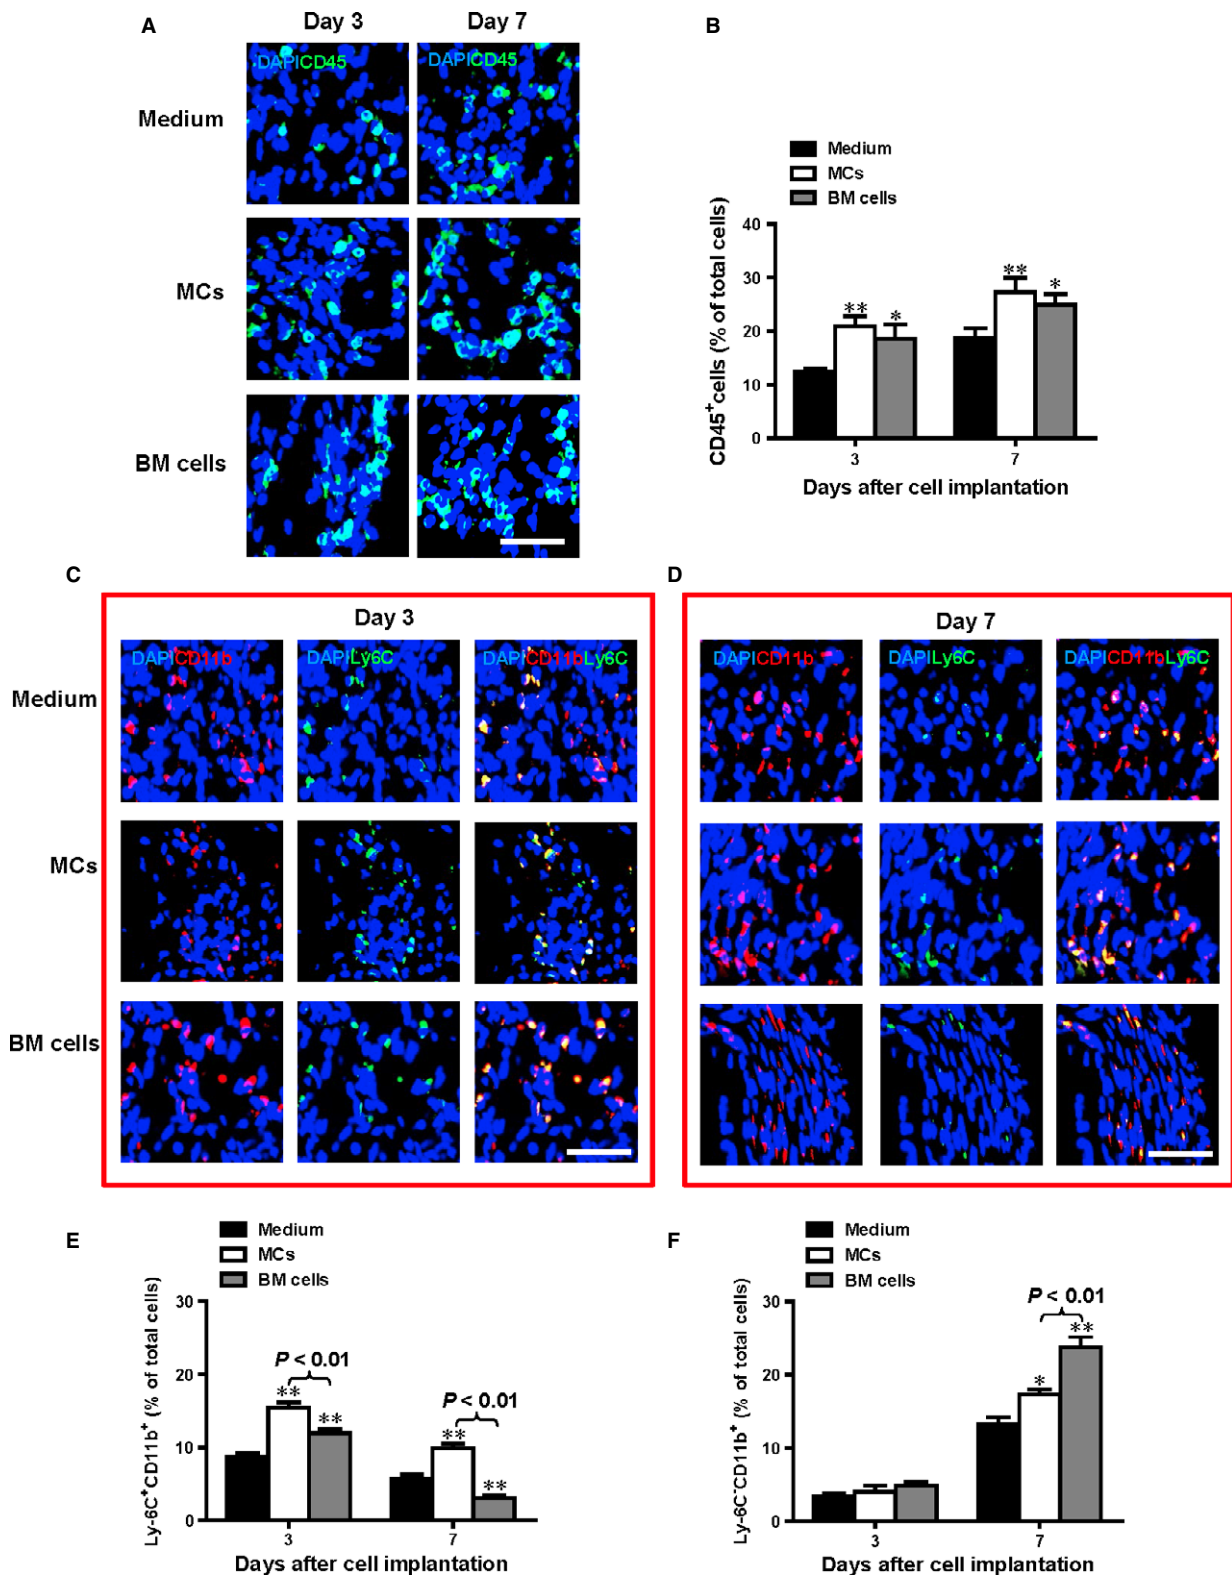 A
Day 3
Day 7
DAPICD45
DAPICD45
Medium
MCs
BM cells
B
Medium
MCs
BM cells
CD45+cells (% of total cells)
40
30
20
10
0
**
*
**
*
3
7
Days after cell implantation
C
Day 3
DAPICD11b
DAPILy6C
DAPICD11bLy6C
Medium
MCs
BM cells
D
Day 7
DAPICD11b
DAPILy6C
DAPICD11bLy6C
E
Medium
MCs
BM cells
Ly-6C+CD11b+ (% of total cells)
30
20
10
0
P < 0.01
**
**
P < 0.01
**
**
3
7
Days after cell implantation
F
Medium
MCs
BM cells
Ly-6C-CD11b+ (% of total cells)
30
20
10
0
P < 0.01
*
**
3
7
Days after cell implantation